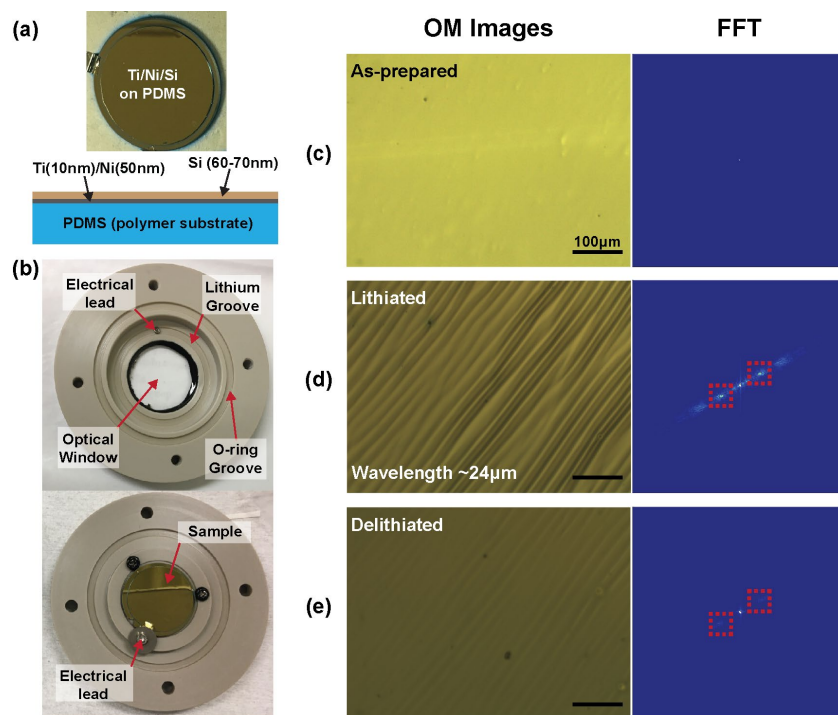 OM Images
FFT
(a)
Ti/Ni/Si
on PDMS
Ti(10nm)/Ni(50nm)
Si (60-70nm)
PDMS (polymer substrate)
(b)
Electrical
lead
Lithium
Groove
Optical
Window
O-ring
Groove
Sample
Electrical
lead
As-prepared
(c)
100μm
Lithiated
(d)
Wavelength ~24μm
Delithiated
(e)